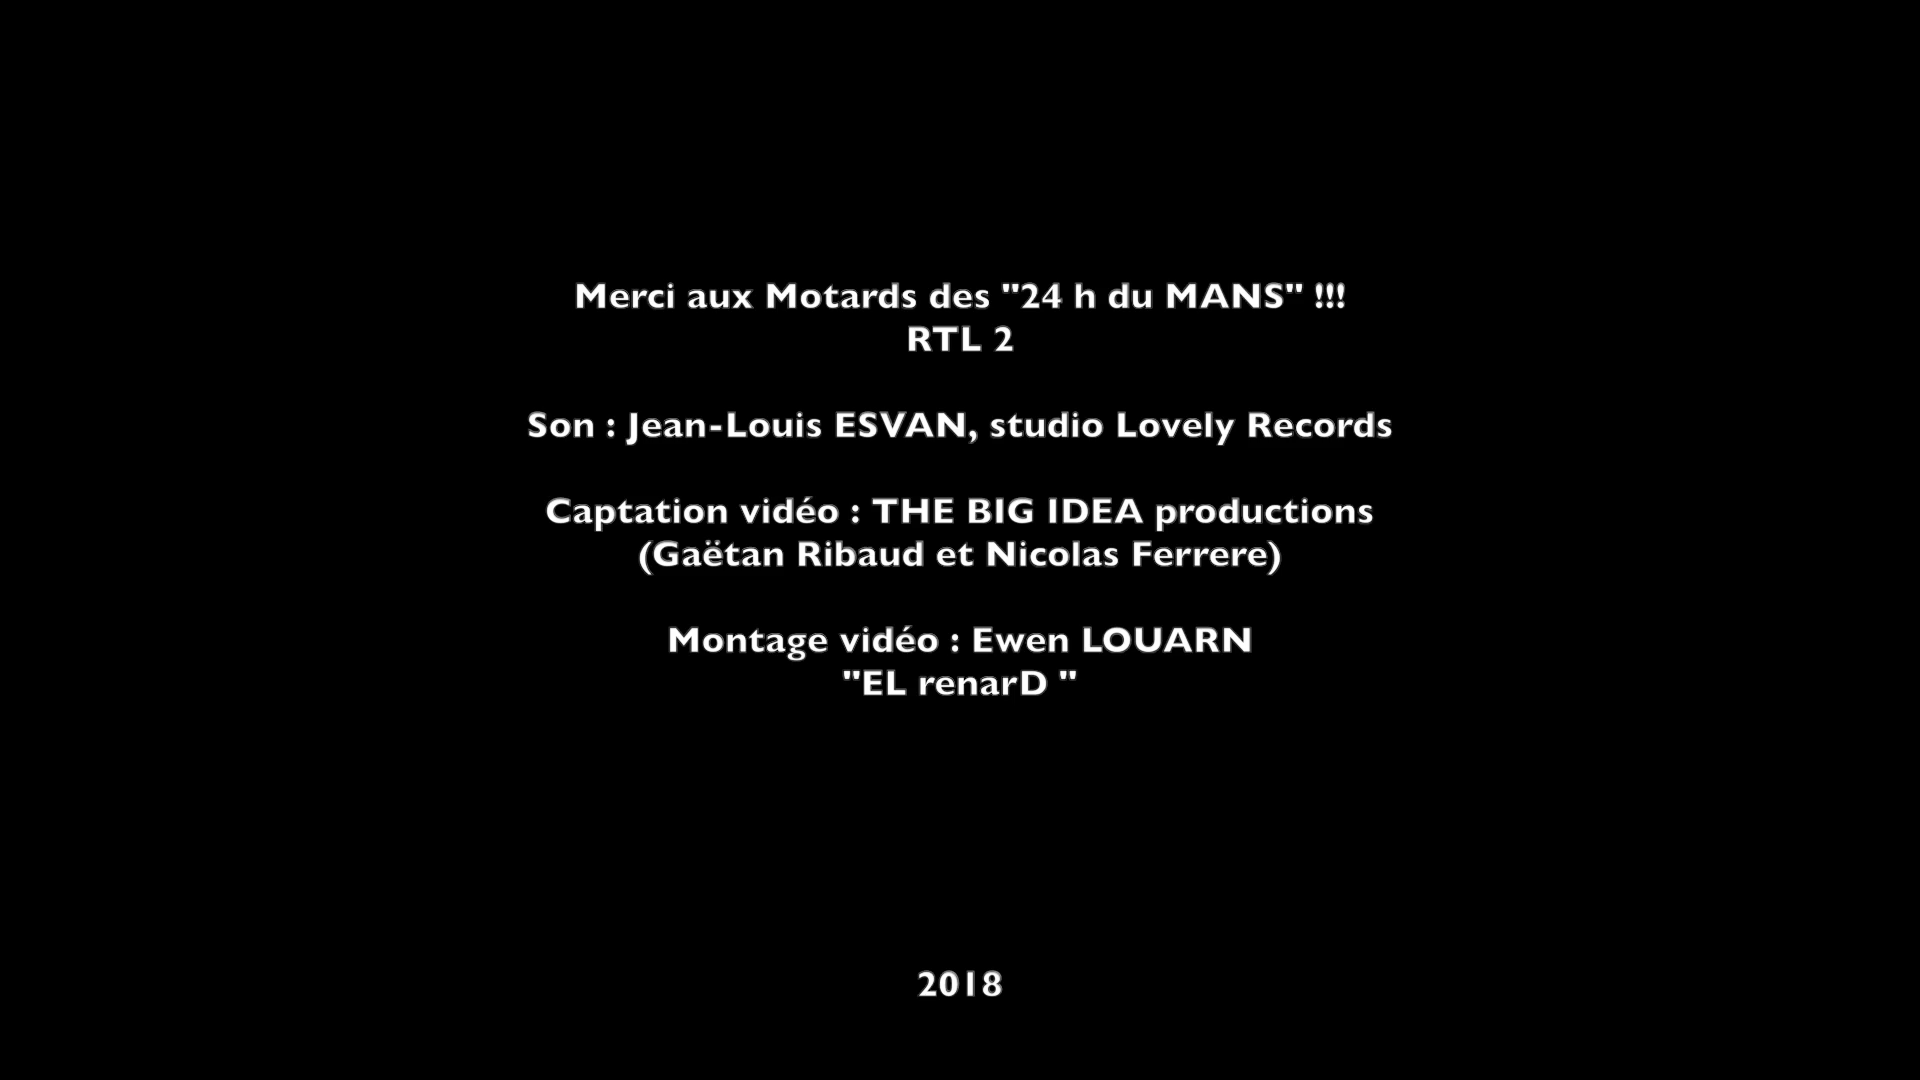 Merci aux Motards des "24 h du MANS" !!!
RTL 2
Son : Jean-Louis ESVAN, studio Lovely Records
Captation vidéo : THE BIG IDEA productions
(Gaëtan Ribaud et Nicolas Ferrere)
Montage vidéo : Ewen LOUARN
"EL renarD "
2018